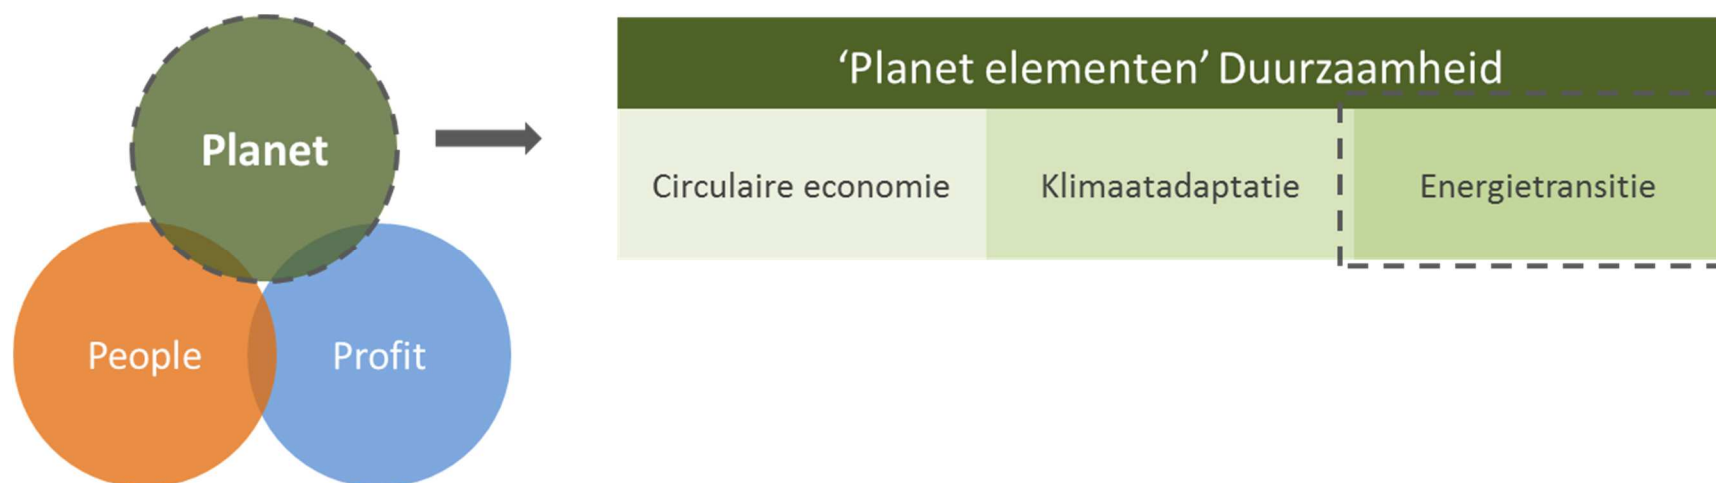 Planet
People
Profit
‘Planet elementen’ Duurzaamheid
Circulaire economie
Klimaatadaptatie
Energietransitie